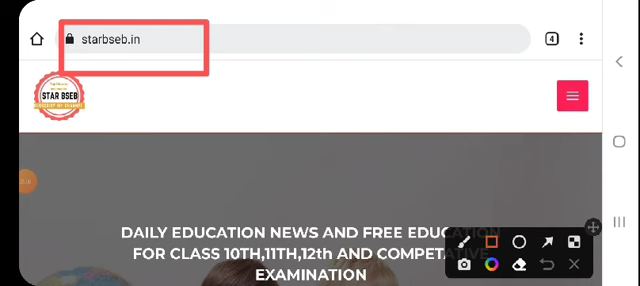 starbseb.in
4
STAR BSEB
DAILY EDUCATION NEWS AND FREE EDUCATION
FOR CLASS 10TH,11TH,12th AND COMPETATIVE
EXAMINATION